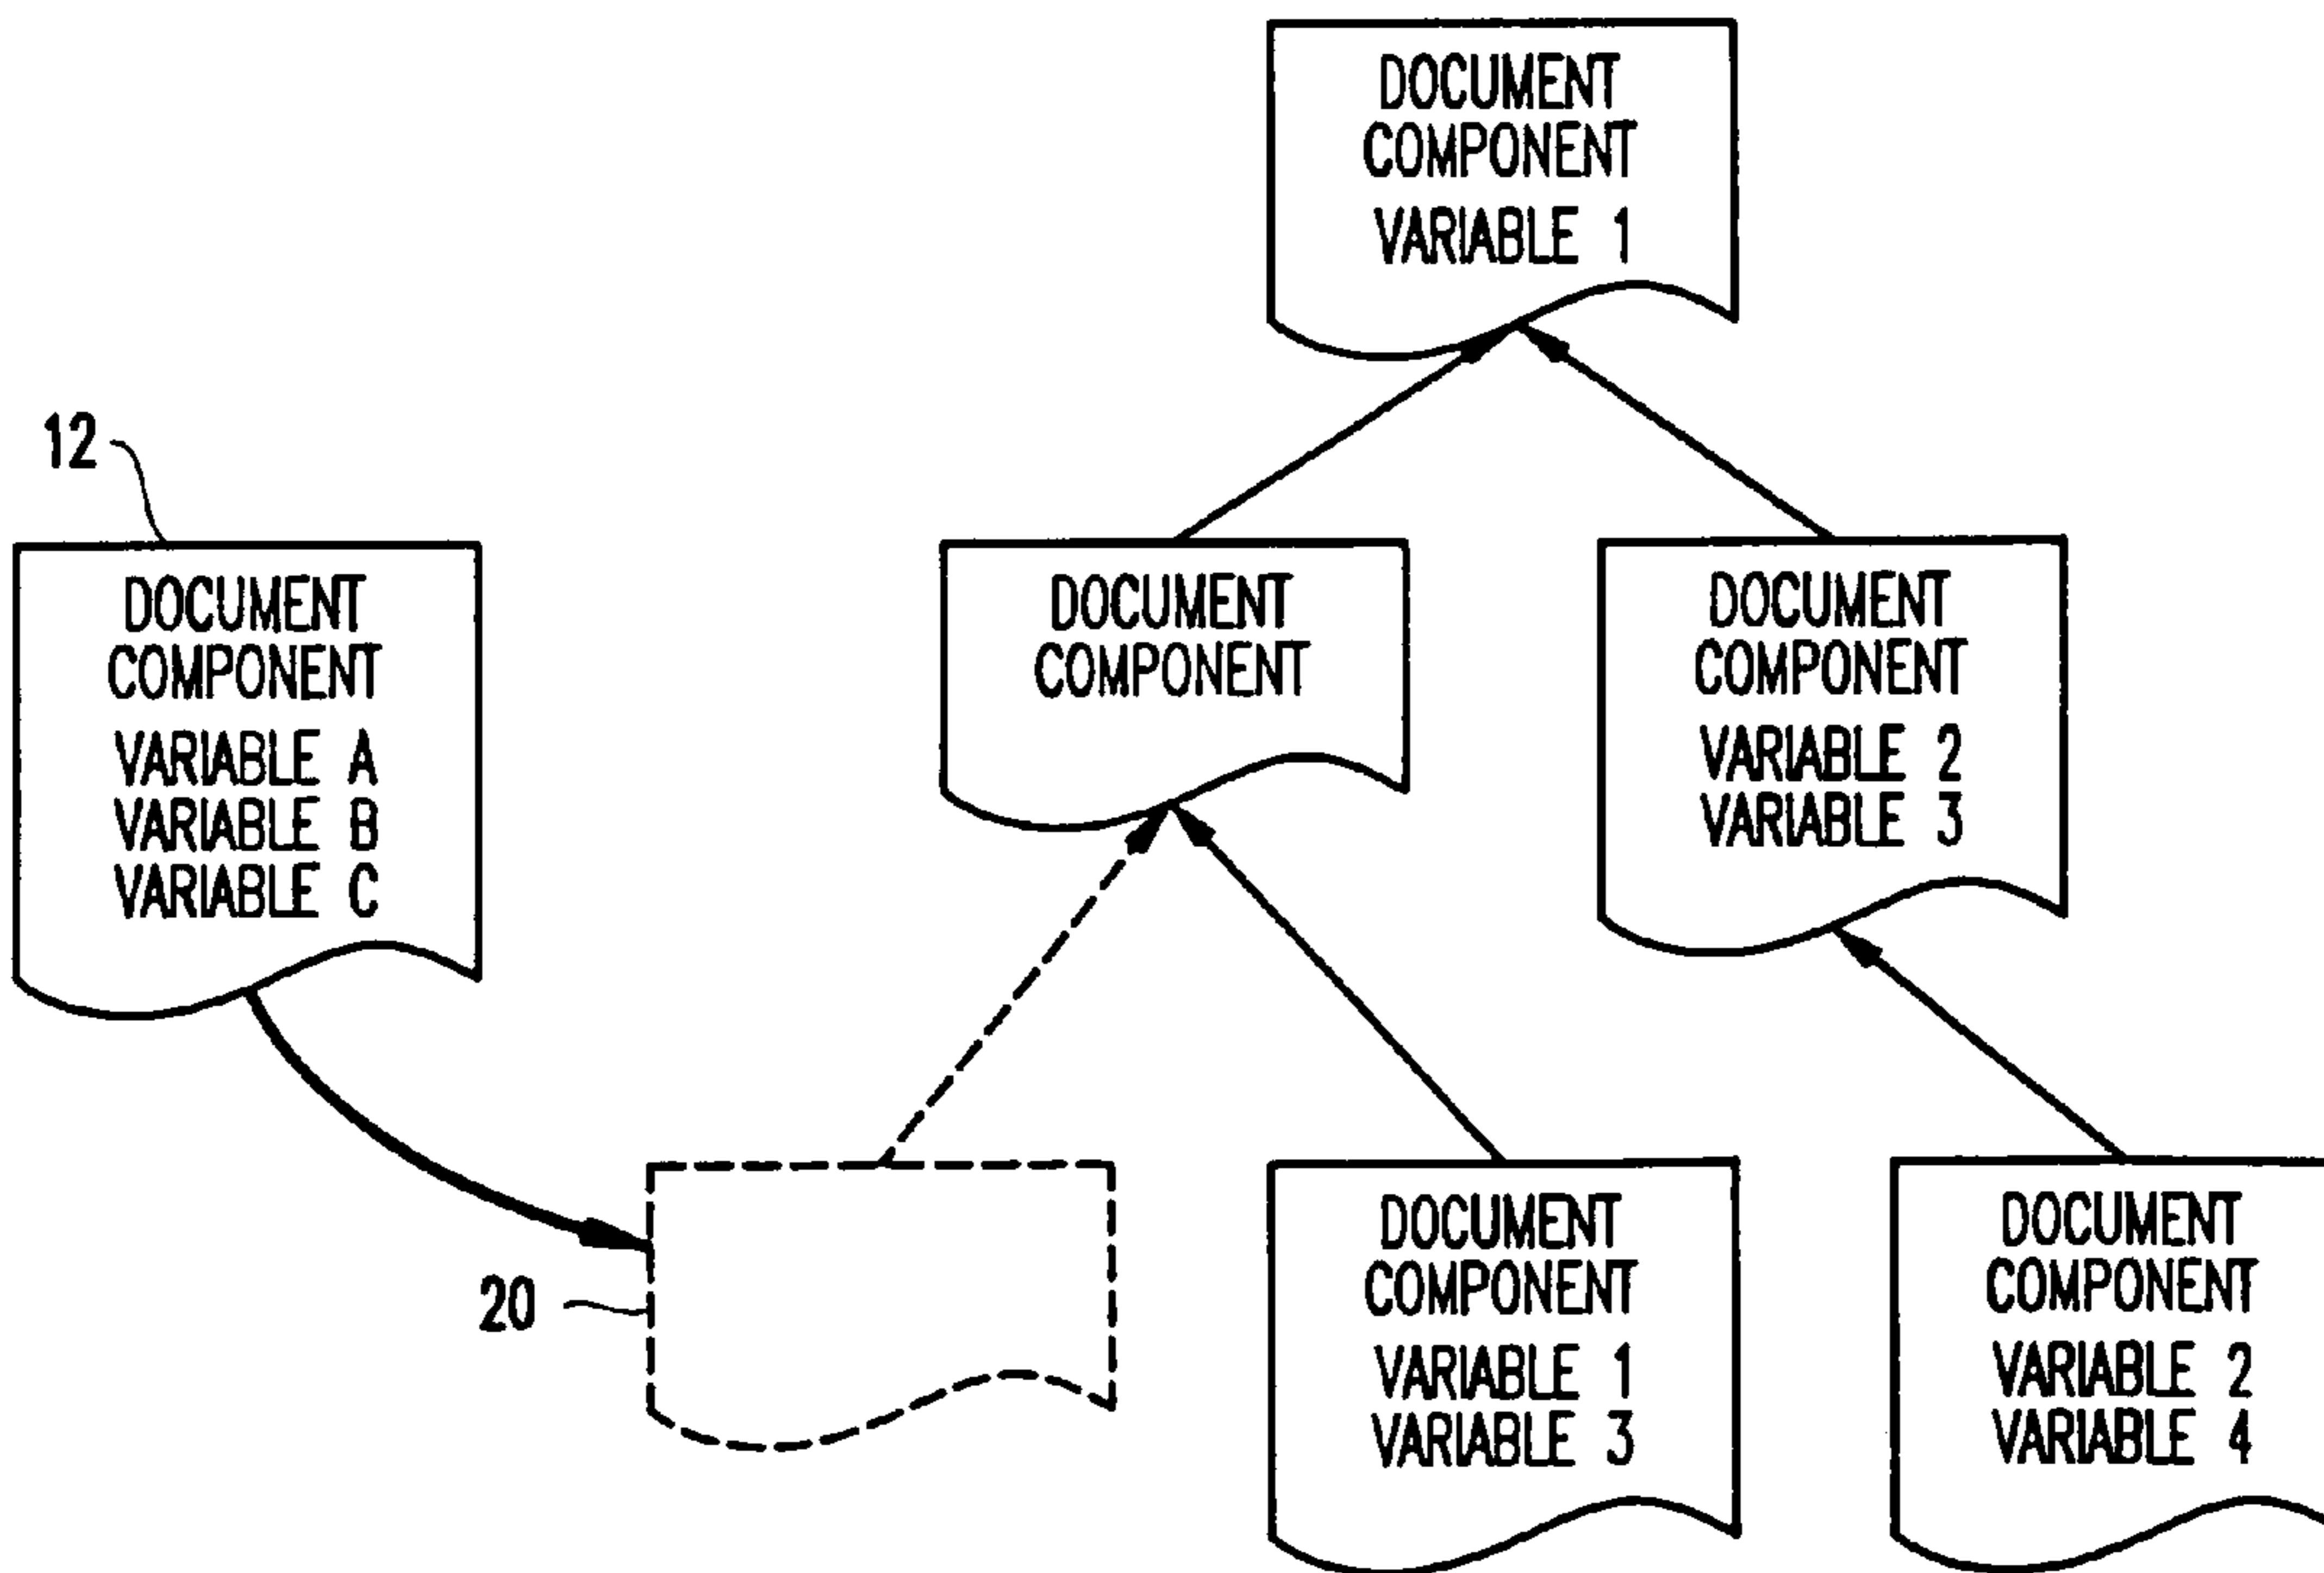 DOCUMENT
COMPONENT
VARIABLE 1
12
DOCUMENT
COMPONENT
VARIABLE A
VARIABLE B
VARIABLE C
DOCUMENT
COMPONENT
DOCUMENT
COMPONENT
VARIABLE 2
VARIABLE 3
20
DOCUMENT
COMPONENT
VARIABLE 1
VARIABLE 3
DOCUMENT
COMPONENT
VARIABLE 2
VARIABLE 4